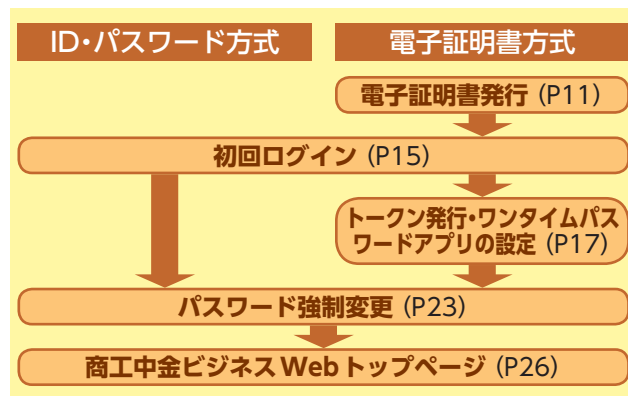 ID・パスワード方式
電子証明書方式
電子証明書発行 (P11)
初回ログイン (P15)
トークン発行・ワンタイムパス
ワードアプリの設定 (P17)
パスワード強制変更 (P23)
商工中金ビジネスWebトップページ (P26)